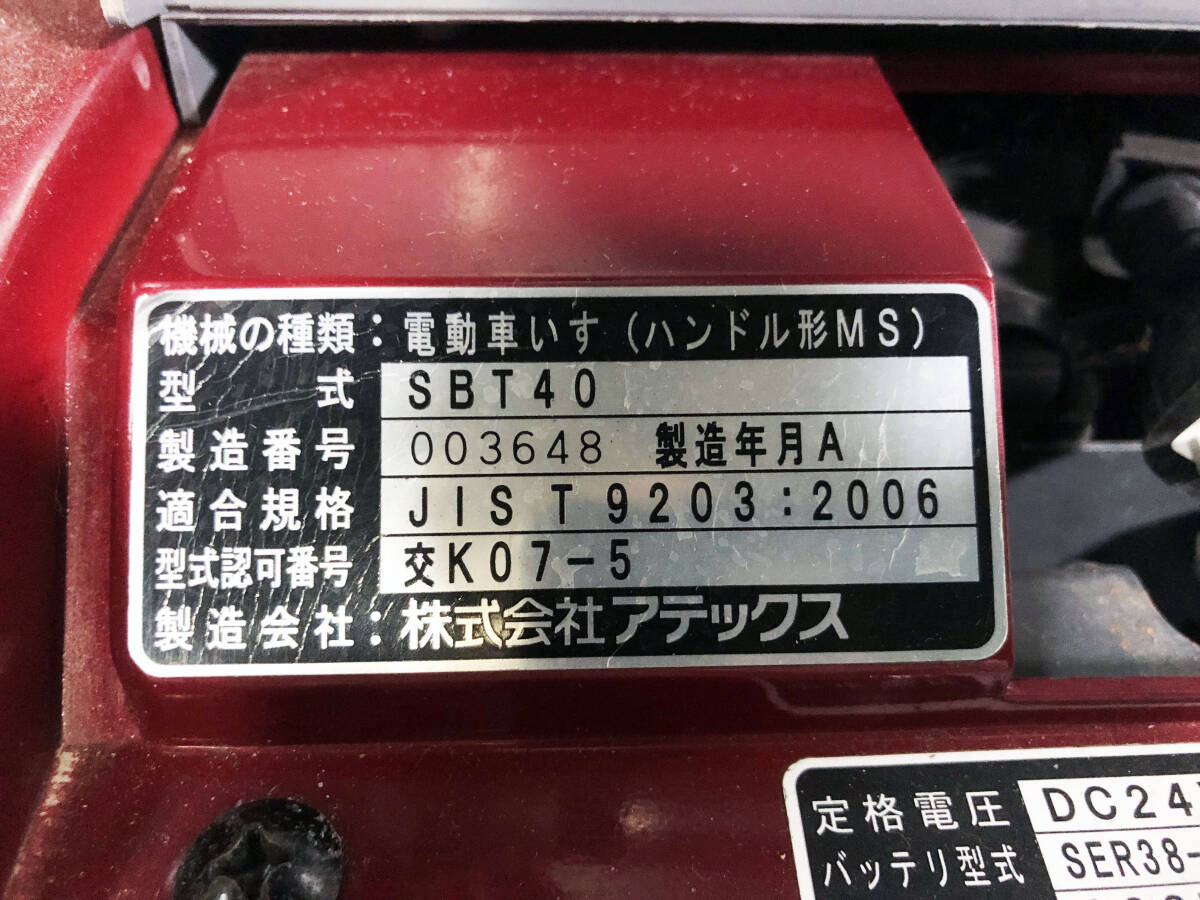 機械の種類：電動車いす（ハンドル形MS）
型式 SBT40
製造番号 003648 製造年月A
適合規格 JIS T 9203：2006
型式認可番号 交K07-5
製造会社：株式会社アテックス
定格電圧 DC24
バッテリ型式 SER38-